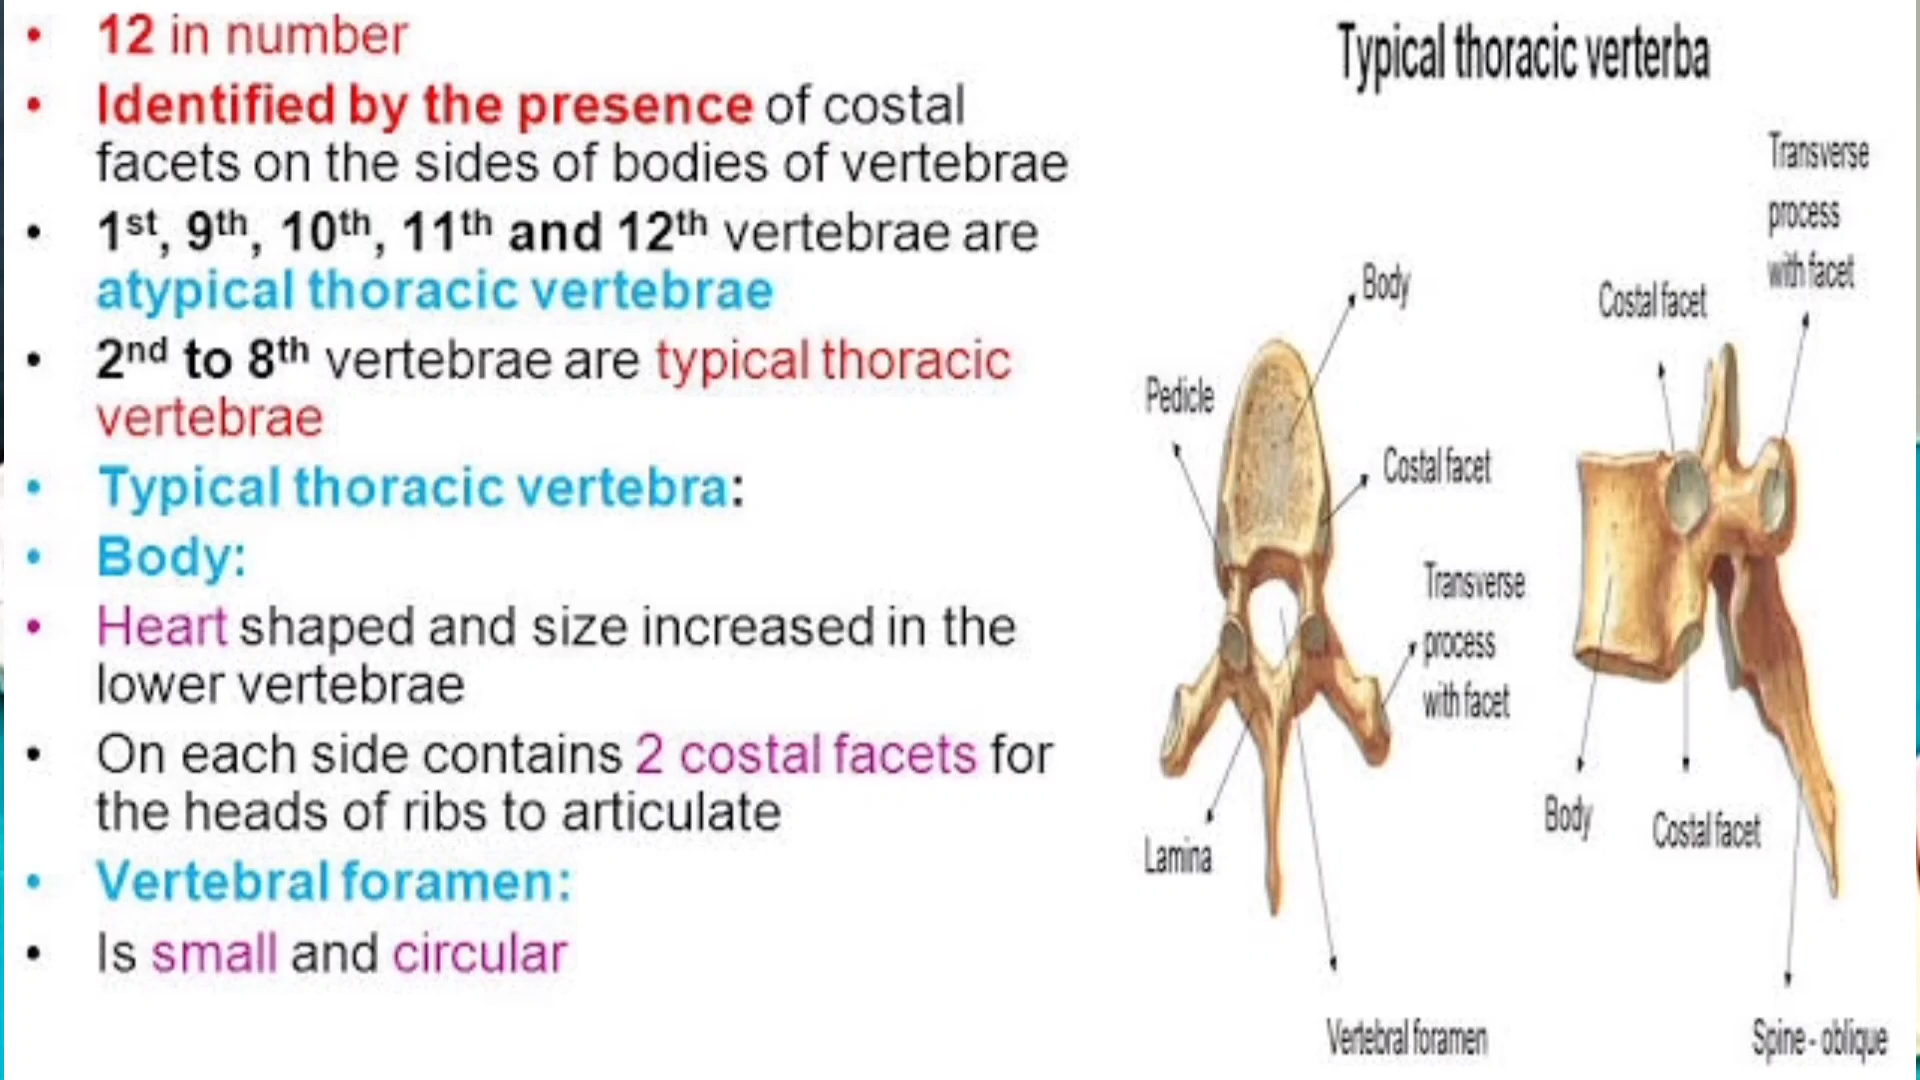 • 12 in number
• Identified by the presence of costal
facets on the sides of bodies of vertebrae
• 1st, 9th, 10th, 11th and 12th vertebrae are
atypical thoracic vertebrae
• 2nd to 8th vertebrae are typical thoracic
vertebrae
• Typical thoracic vertebra:
• Body:
• Heart shaped and size increased in the
lower vertebrae
• On each side contains 2 costal facets for
the heads of ribs to articulate
• Vertebral foramen:
• Is small and circular
Typical thoracic verterba
Transverse
process
with facet
Costal facet
Body
Pedicle
Costal facet
Transverse
process
with facet
Body
Costal facet
Lamina
Vertebral foramen
Spine - oblique